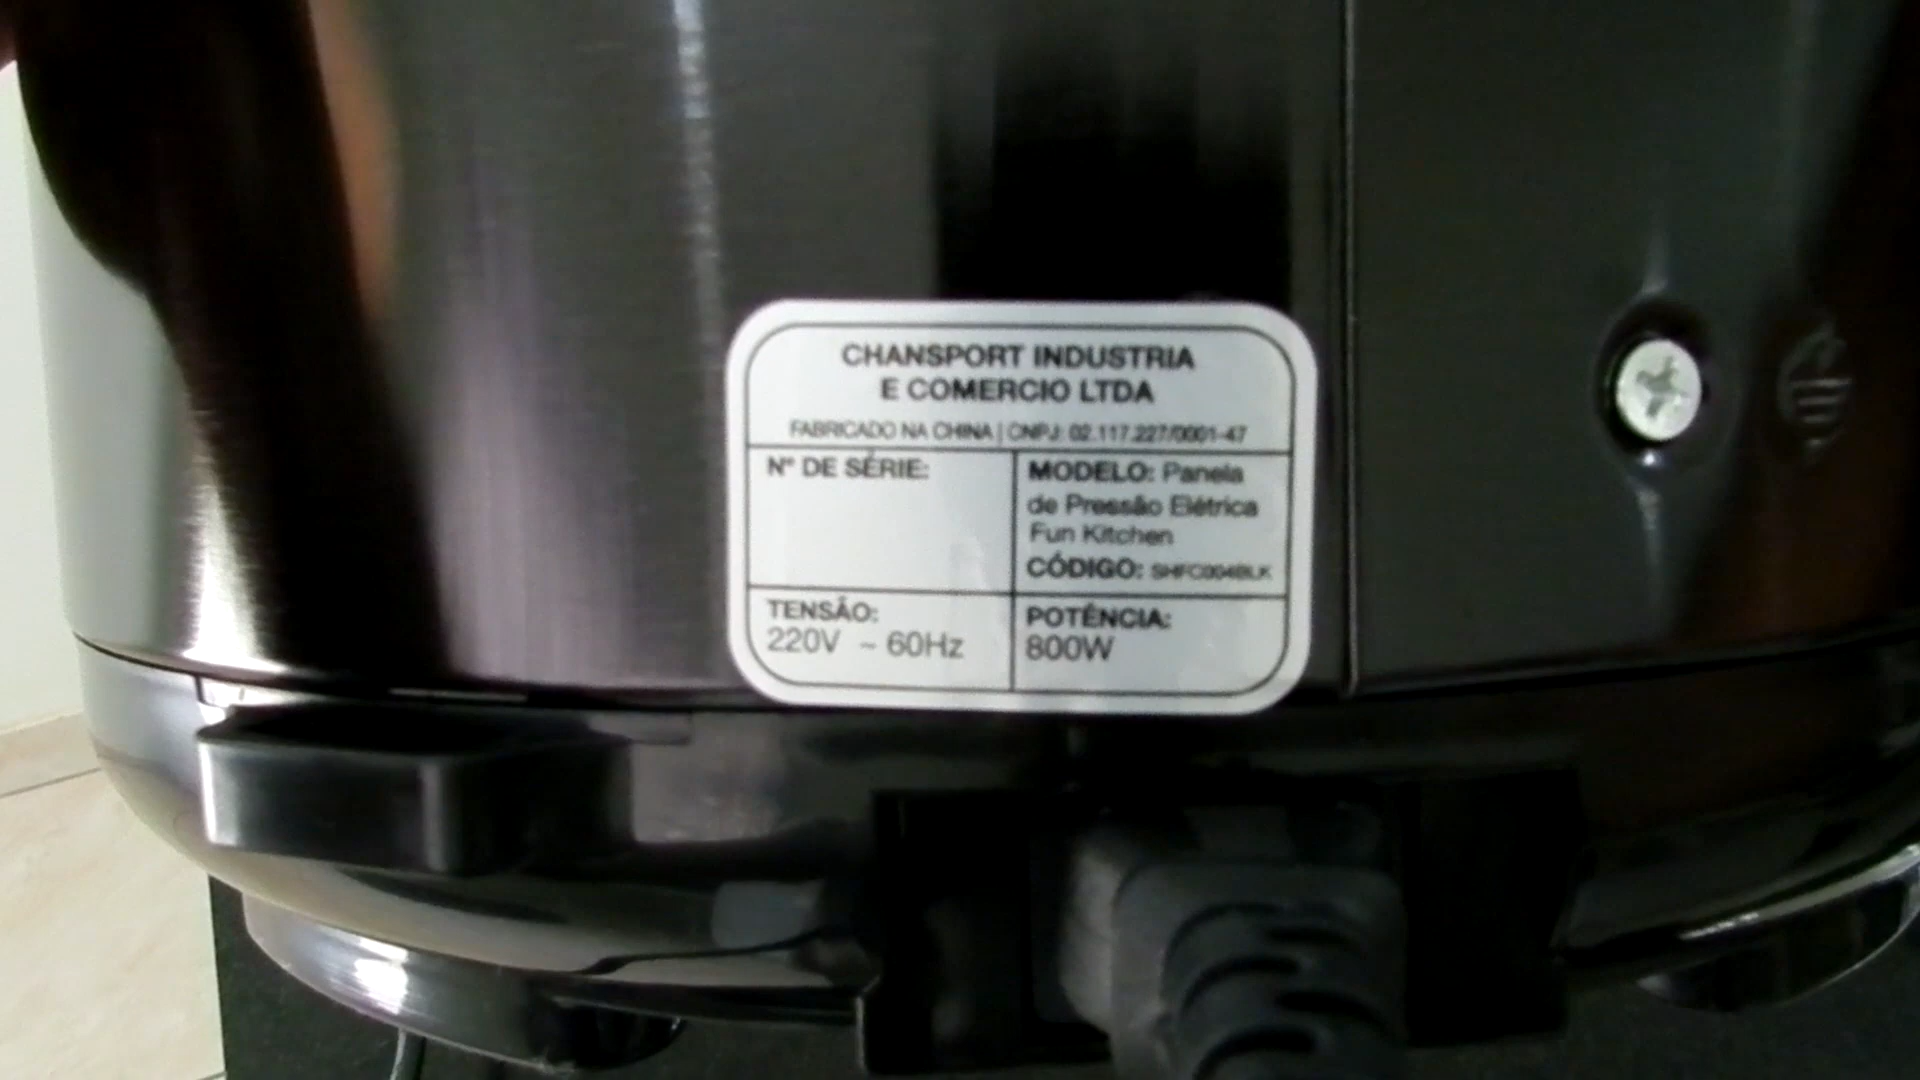 CHANSPORT INDUSTRIA
E COMERCIO LTDA
FABRICADO NA CHINA | CNPJ: 02.117.227/0001-47
Nº DE SÉRIE:
MODELO: Panela
de Pressão Elétrica
Fun Kitchen
CÓDIGO: SHFC004BLK
TENSÃO:
220V ~ 60Hz
POTÊNCIA:
800W